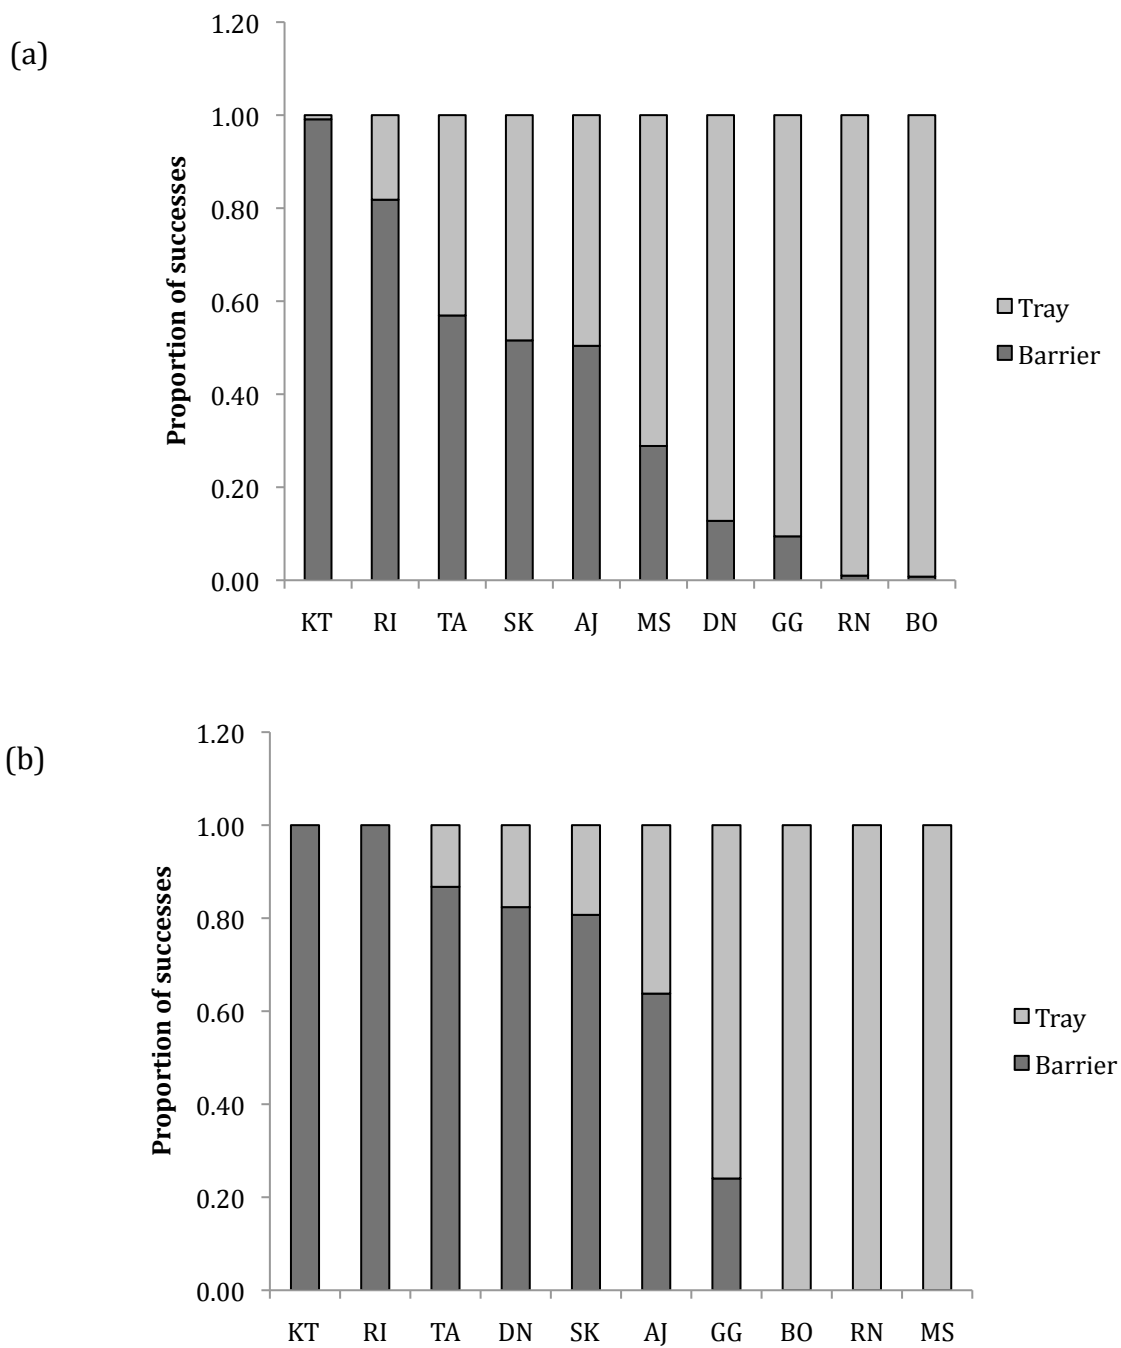 (a)
Proportion of successes
1.20
1.00
0.80
0.60
0.40
0.20
0.00
KT RI TA SK AJ MS DN GG RN BO
Tray
Barrier
(b)
Proportion of successes
1.20
1.00
0.80
0.60
0.40
0.20
0.00
KT RI TA DN SK AJ GG BO RN MS
Tray
Barrier